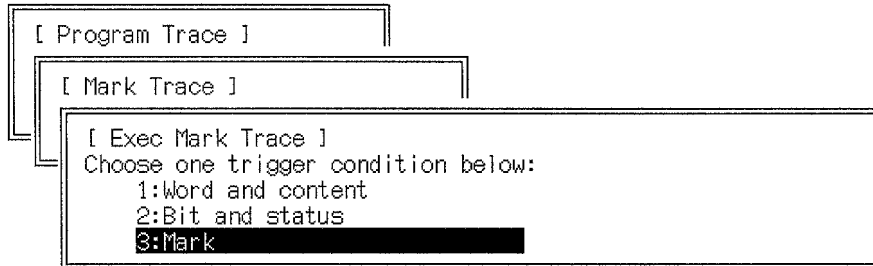 [ Program Trace ]
[ Mark Trace ]
[ Exec Mark Trace ]
Choose one trigger condition below:
1:Word and content
2:Bit and status
3:Mark